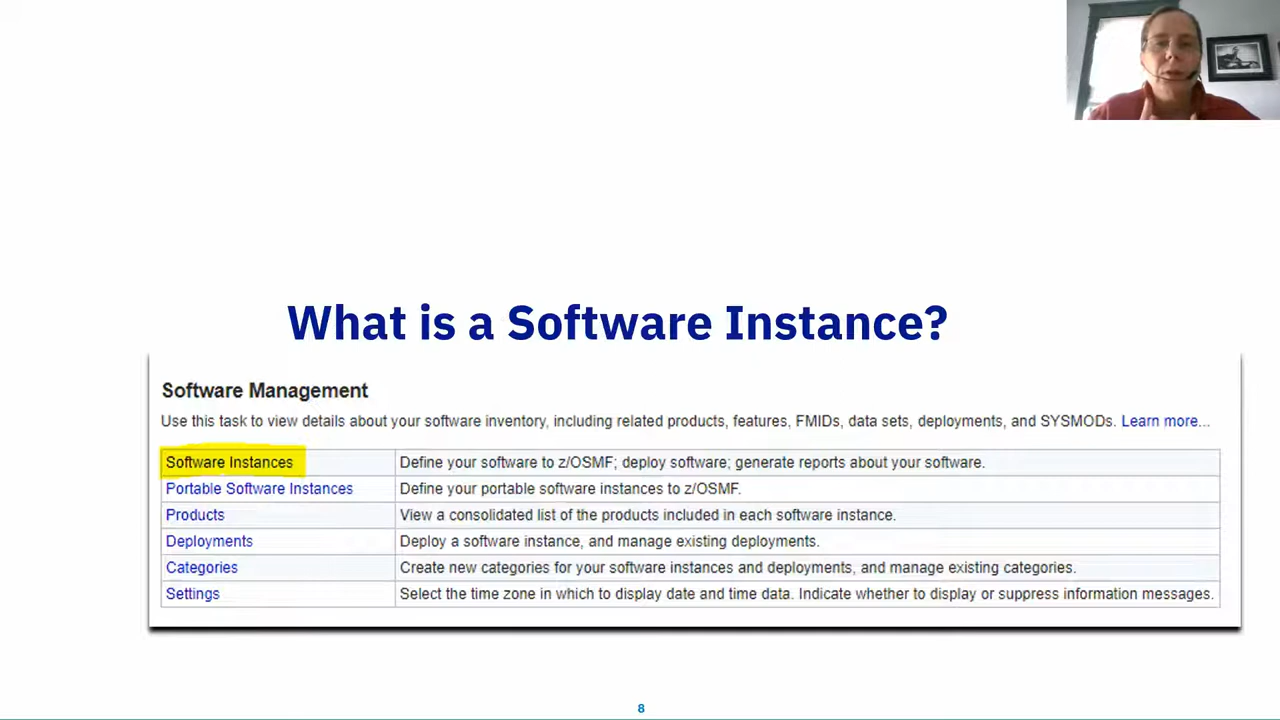 What is a Software Instance?
Software Management
Use this task to view details about your software inventory, including related products, features, FMIDs, data sets, deployments, and SYSMODs. Learn more...
Software Instances Define your software to z/OSMF; deploy software; generate reports about your software.
Portable Software Instances Define your portable software instances to z/OSMF.
Products View a consolidated list of the products included in each software instance.
Deployments Deploy a software instance, and manage existing deployments.
Categories Create new categories for your software instances and deployments, and manage existing categories.
Settings Select the time zone in which to display date and time data. Indicate whether to display or suppress information messages.
8